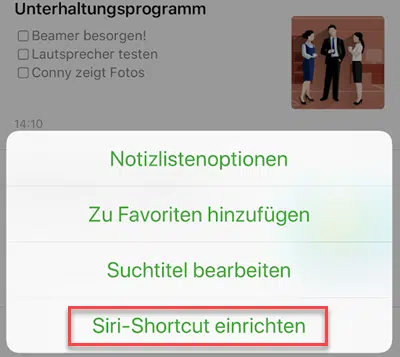 Unterhaltungsprogramm
Beamer besorgen!
Lautsprecher testen
Conny zeigt Fotos
14:10
Notizlistenoptionen
Zu Favoriten hinzufügen
Suchtitel bearbeiten
Siri-Shortcut einrichten